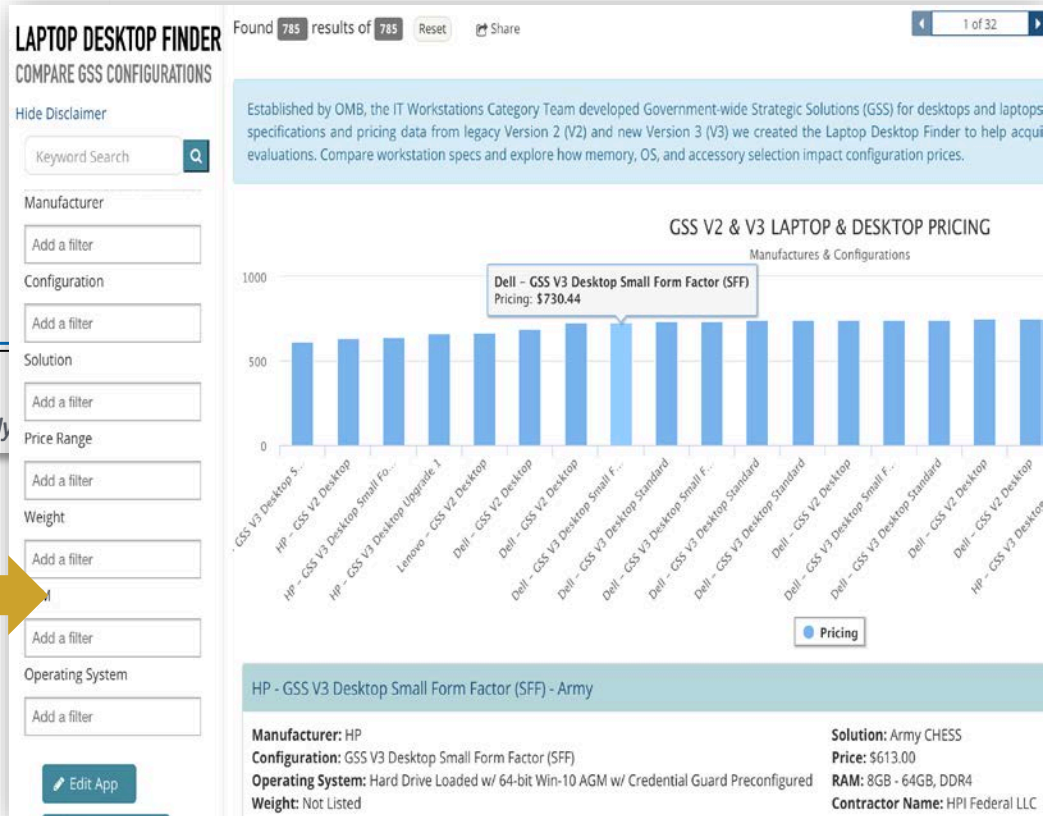 LAPTOP DESKTOP FINDER
COMPARE GSS CONFIGURATIONS
Hide Disclaimer
Keyword Search
Manufacturer
Add a filter
Configuration
Add a filter
Solution
Add a filter
Price Range
Add a filter
Weight
Add a filter
Add a filter
Operating System
Add a filter
Edit App
Found 785 results of 785 Reset Share
1 of 32
Established by OMB, the IT Workstations Category Team developed Government-wide Strategic Solutions (GSS) for desktops and laptops
specifications and pricing data from legacy Version 2 (V2) and new Version 3 (V3) we created the Laptop Desktop Finder to help acqui
evaluations. Compare workstation specs and explore how memory, OS, and accessory selection impact configuration prices.
GSS V2 & V3 LAPTOP & DESKTOP PRICING
Manufactures & Configurations
Dell – GSS V3 Desktop Small Form Factor (SFF)
Pricing: $730.44
1000
500
0
GSS V3 Desktop S...
HP – GSS V2 Desktop
HP – GSS V3 Desktop Small Fo...
HP – GSS V3 Desktop Upgrade 1
Lenovo – GSS V2 Desktop
Dell – GSS V2 Desktop
Dell – GSS V2 Desktop
Dell – GSS V3 Desktop Small F...
Dell – GSS V3 Desktop Standard
Dell – GSS V3 Desktop Small F...
Dell – GSS V3 Desktop Standard
Dell – GSS V3 Desktop Standard
Dell – GSS V2 Desktop
Dell – GSS V3 Desktop Small F...
Dell – GSS V3 Desktop Standard
Dell – GSS V2 Desktop
Dell – GSS V2 Desktop
HP – GSS V3 Desktop
Pricing
HP - GSS V3 Desktop Small Form Factor (SFF) - Army
Manufacturer: HP
Configuration: GSS V3 Desktop Small Form Factor (SFF)
Operating System: Hard Drive Loaded w/ 64-bit Win-10 AGM w/ Credential Guard Preconfigured
Weight: Not Listed
Solution: Army CHESS
Price: $613.00
RAM: 8GB - 64GB, DDR4
Contractor Name: HPI Federal LLC